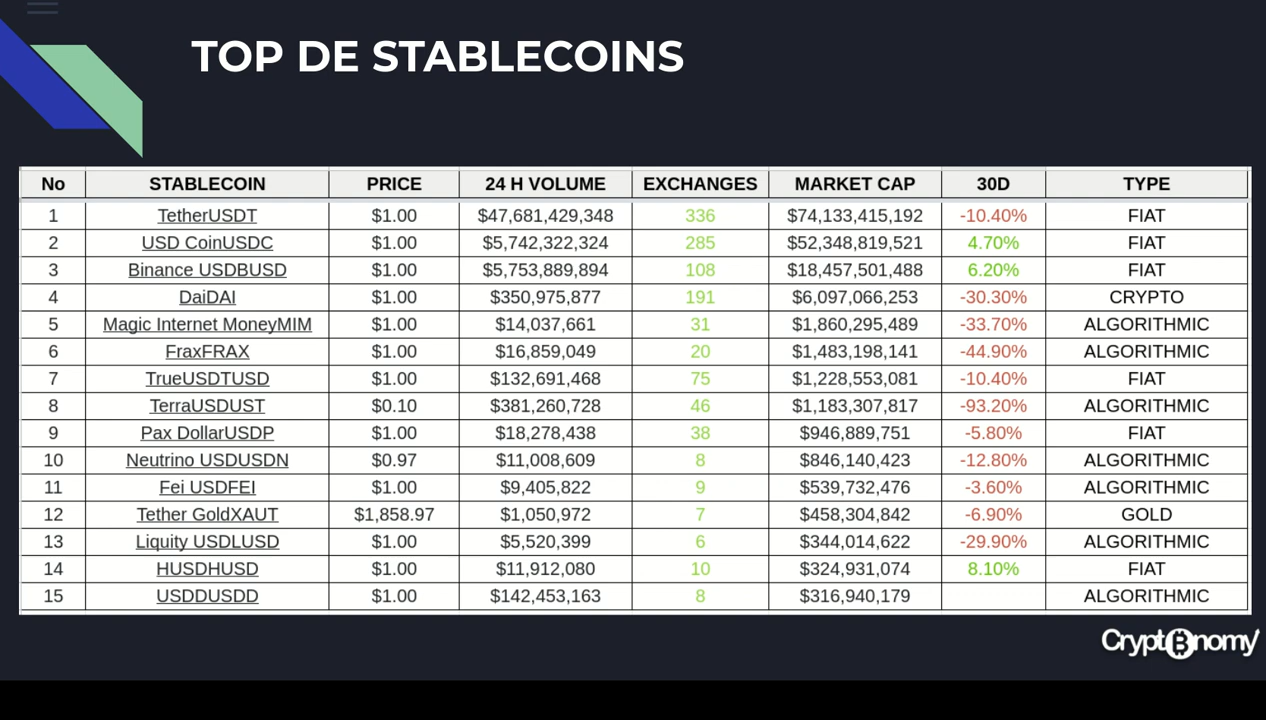 TOP DE STABLECOINS
No STABLECOIN PRICE 24 H VOLUME EXCHANGES MARKET CAP 30D TYPE
1 TetherUSDT $1.00 $47,681,429,348 336 $74,133,415,192 -10.40% FIAT
2 USD CoinUSDC $1.00 $5,742,322,324 285 $52,348,819,521 4.70% FIAT
3 Binance USDBUSD $1.00 $5,753,889,894 108 $18,457,501,488 6.20% FIAT
4 DaiDAI $1.00 $350,975,877 191 $6,097,066,253 -30.30% CRYPTO
5 Magic Internet MoneyMIM $1.00 $14,037,661 31 $1,860,295,489 -33.70% ALGORITHMIC
6 FraxFRAX $1.00 $16,859,049 20 $1,483,198,141 -44.90% ALGORITHMIC
7 TrueUSDTUSD $1.00 $132,691,468 75 $1,228,553,081 -10.40% FIAT
8 TerraUSDUST $0.10 $381,260,728 46 $1,183,307,817 -93.20% ALGORITHMIC
9 Pax DollarUSDP $1.00 $18,278,438 38 $946,889,751 -5.80% FIAT
10 Neutrino USDUSDN $0.97 $11,008,609 8 $846,140,423 -12.80% ALGORITHMIC
11 Fei USDFEI $1.00 $9,405,822 9 $539,732,476 -3.60% ALGORITHMIC
12 Tether GoldXAUT $1,858.97 $1,050,972 7 $458,304,842 -6.90% GOLD
13 Liquity USDLUSD $1.00 $5,520,399 6 $344,014,622 -29.90% ALGORITHMIC
14 HUSDHUSD $1.00 $11,912,080 10 $324,931,074 8.10% FIAT
15 USDDUSDD $1.00 $142,453,163 8 $316,940,179 ALGORITHMIC
Crypt₿nomy